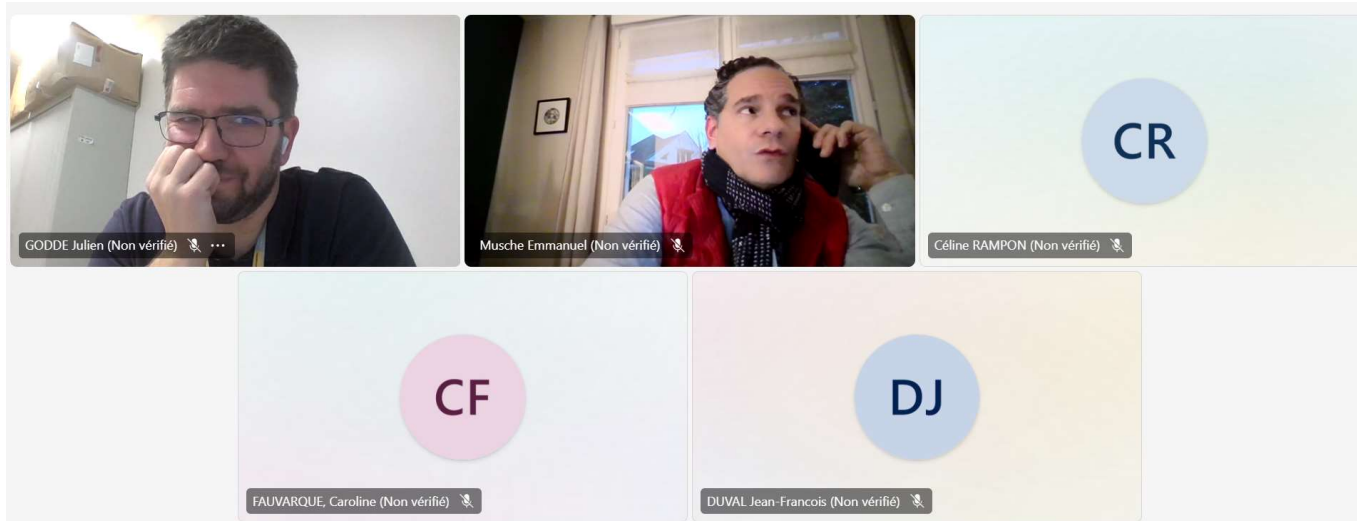 CR
GODDE Julien (Non vérifié)
Musche Emmanuel (Non vérifié)
Céline RAMPON (Non vérifié)
CF
DJ
FAUVARQUE, Caroline (Non vérifié)
DUVAL Jean-Francois (Non vérifié)